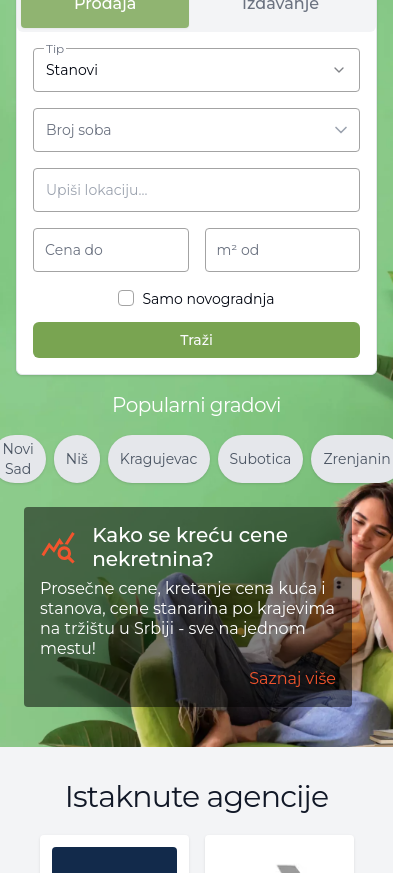 Prodaja
Izdavanje
Tip
Stanovi
Broj soba
Upiši lokaciju...
Cena do
m² od
Samo novogradnja
Traži
Popularni gradovi
Novi
Sad
Niš
Kragujevac
Subotica
Zrenjanin
Kako se kreću cene
nekretnina?
Prosečne cene, kretanje cena kuća i
stanova, cene stanarina po krajevima
na tržištu u Srbiji - sve na jednom
mestu!
Saznaj više
Istaknute agencije